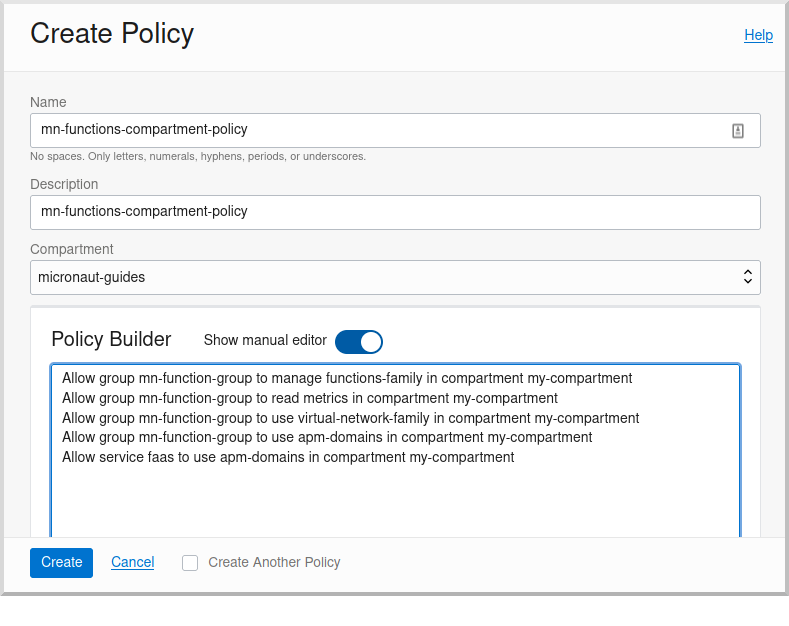 Create Policy
Help
Name
mn-functions-compartment-policy
No spaces. Only letters, numerals, hyphens, periods, or underscores.
Description
mn-functions-compartment-policy
Compartment
micronaut-guides
Policy Builder
Show manual editor
Allow group mn-function-group to manage functions-family in compartment my-compartment
Allow group mn-function-group to read metrics in compartment my-compartment
Allow group mn-function-group to use virtual-network-family in compartment my-compartment
Allow group mn-function-group to use apm-domains in compartment my-compartment
Allow service faas to use apm-domains in compartment my-compartment
Create
Cancel
Create Another Policy